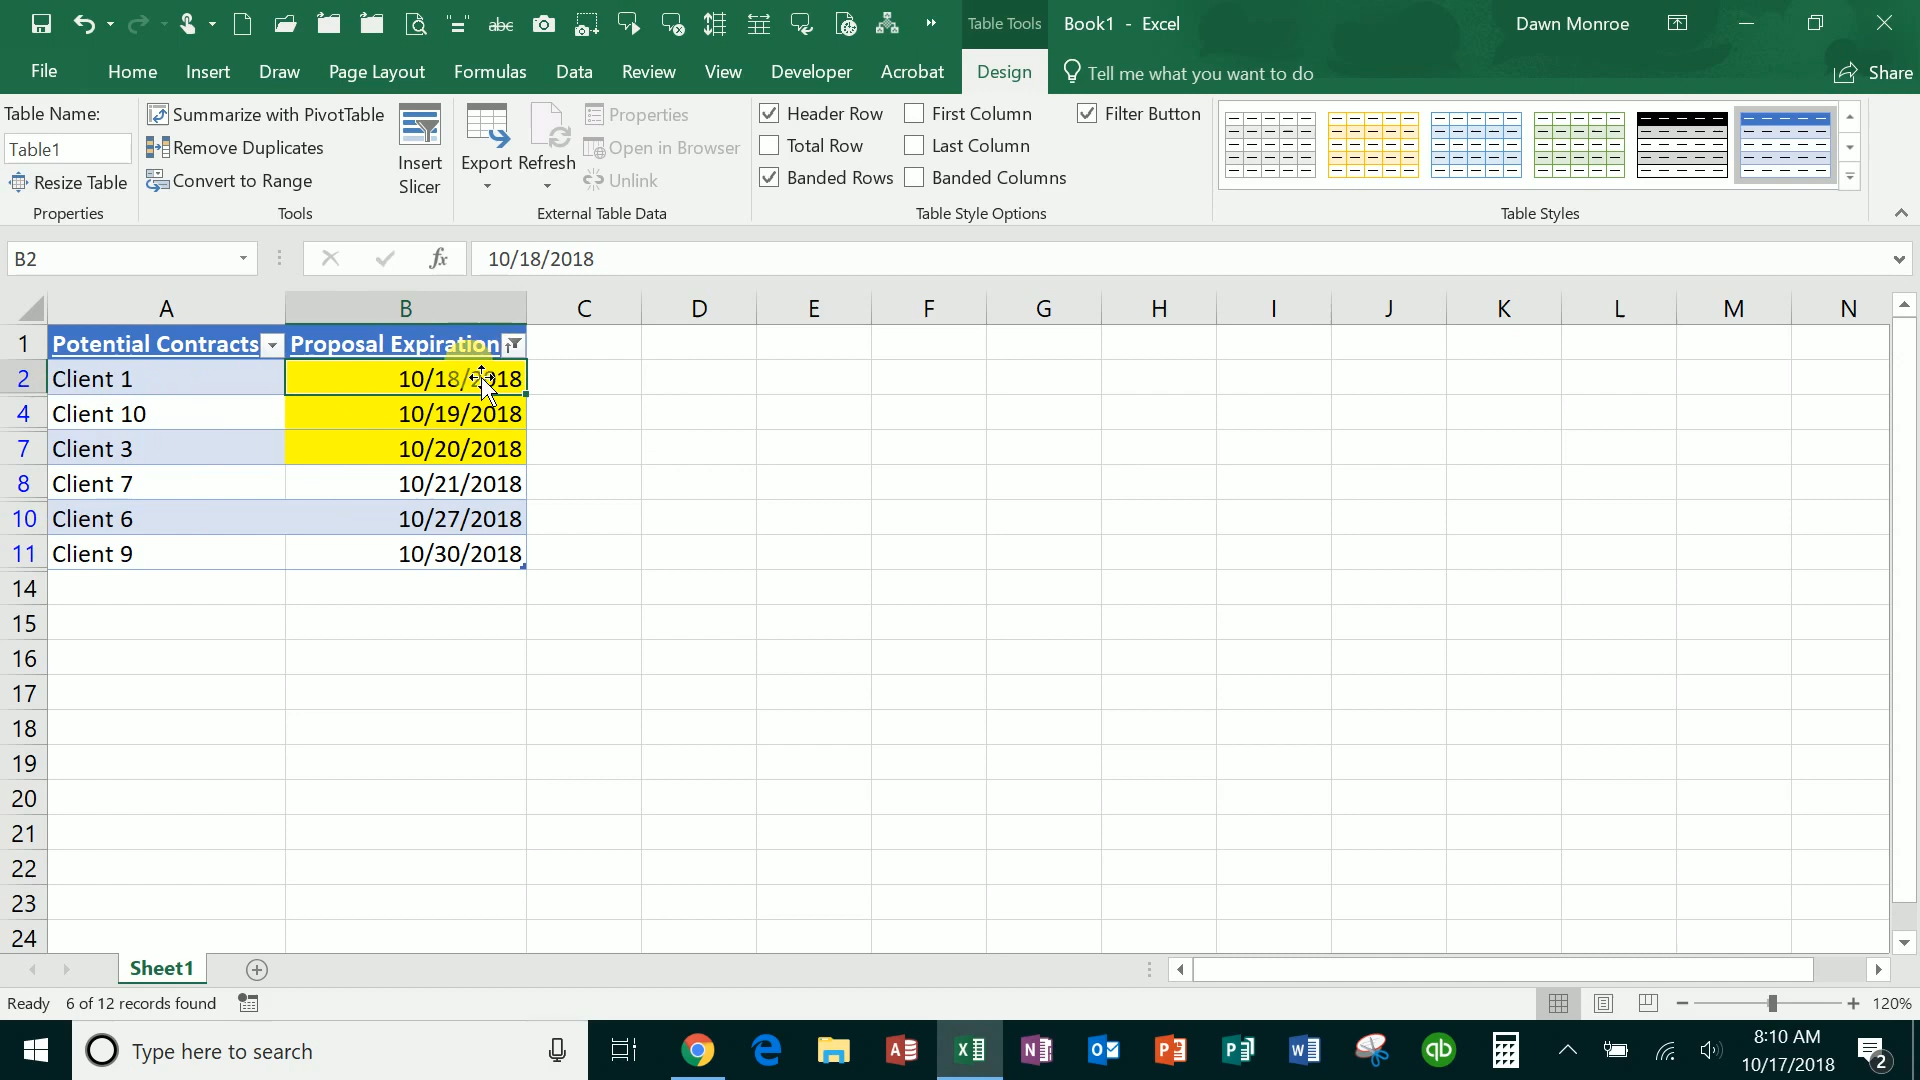 Table Tools Book1 - Excel Dawn Monroe
File Home Insert Draw Page Layout Formulas Data Review View Developer Acrobat Design Tell me what you want to do Share
Table Name:
Table1
Resize Table
Properties
Summarize with PivotTable
Remove Duplicates
Convert to Range
Tools
Insert
Slicer
Export Refresh
Properties
Open in Browser
Unlink
External Table Data
Header Row First Column Filter Button
Total Row Last Column
Banded Rows Banded Columns
Table Style Options
Table Styles
B2 fx 10/18/2018
A B C D E F G H I J K L M N
1 Potential Contracts Proposal Expiration
2 Client 1 10/18/2018
4 Client 10 10/19/2018
7 Client 3 10/20/2018
8 Client 7 10/21/2018
10 Client 6 10/27/2018
11 Client 9 10/30/2018
14
15
16
17
18
19
20
21
22
23
24
Sheet1
Ready 6 of 12 records found 120%
Type here to search
8:10 AM
10/17/2018
2